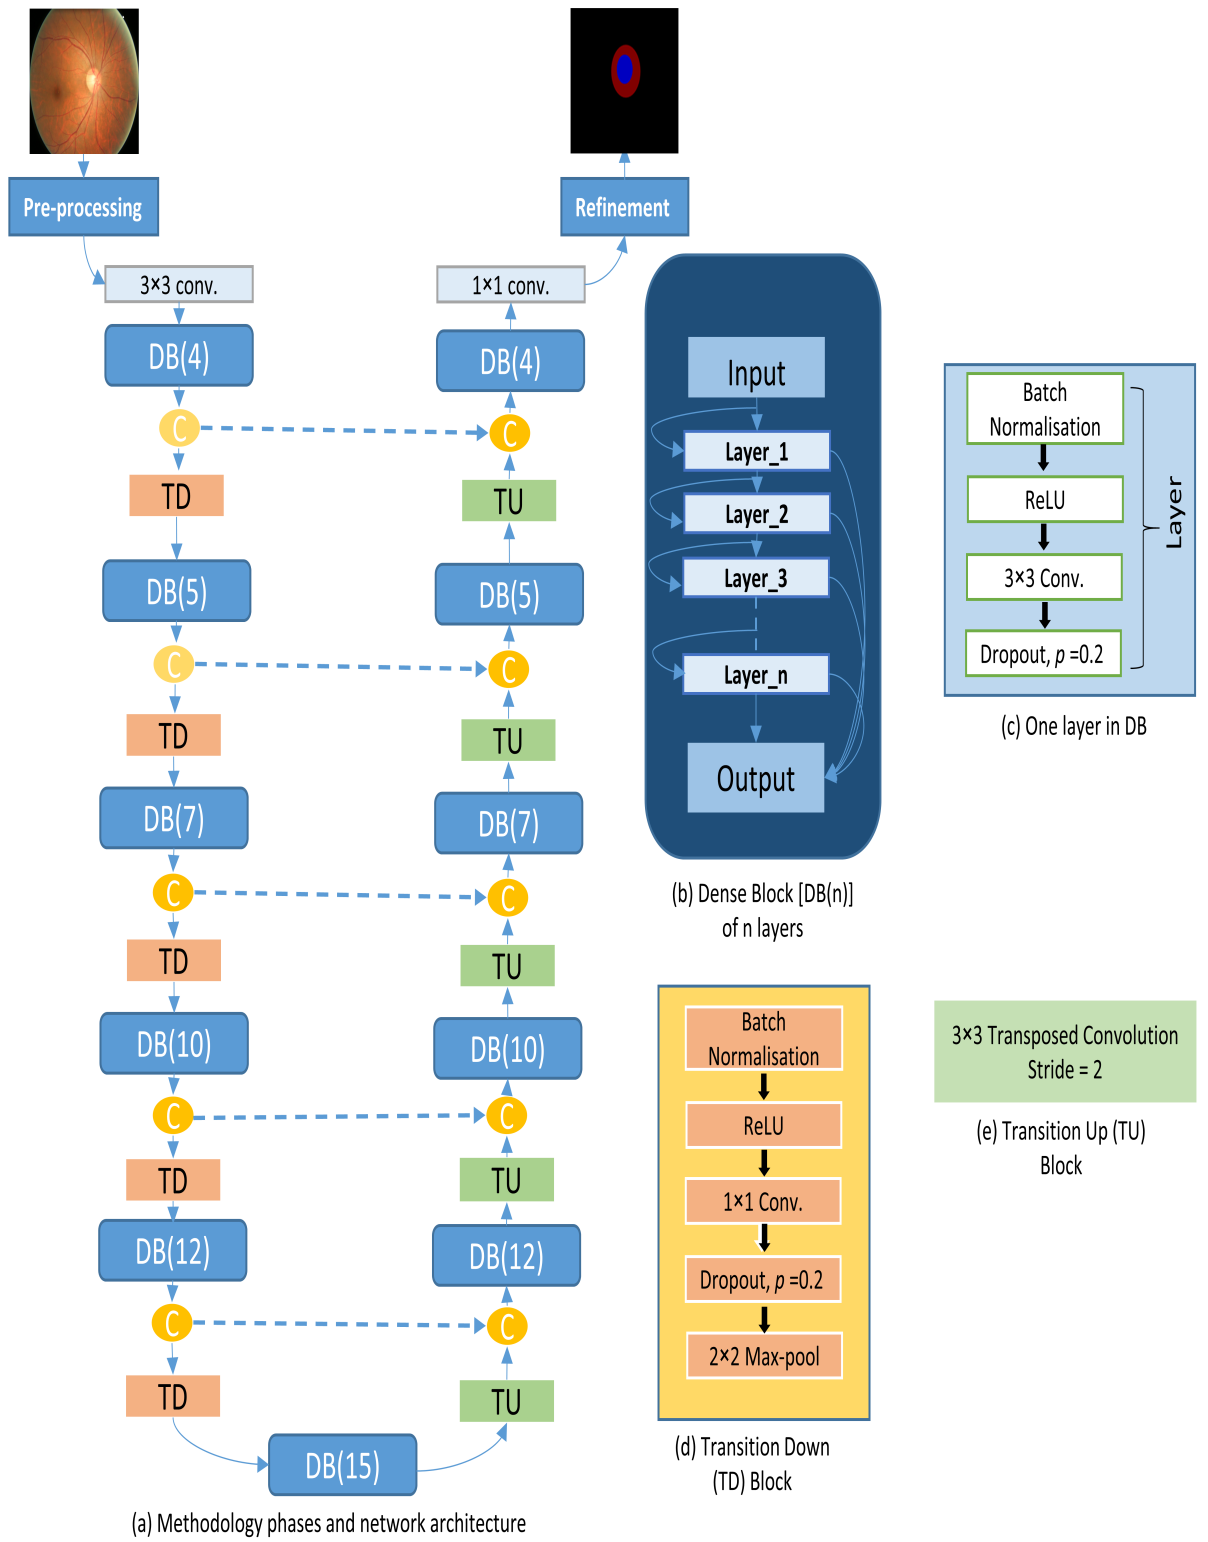 Pre-processing
3×3 conv.
DB(4)
C
TD
DB(5)
C
TD
DB(7)
C
TD
DB(10)
C
TD
DB(12)
C
TD
DB(15)
TU
C
DB(12)
TU
C
DB(10)
TU
C
DB(7)
TU
C
DB(5)
TU
C
DB(4)
1×1 conv.
Refinement
(a) Methodology phases and network architecture
Input
Layer_1
Layer_2
Layer_3
Layer_n
Output
(b) Dense Block [DB(n)]
of n layers
Batch
Normalisation
ReLU
3×3 Conv.
Dropout, p =0.2
Layer
(c) One layer in DB
Batch
Normalisation
ReLU
1×1 Conv.
Dropout, p =0.2
2×2 Max-pool
(d) Transition Down
(TD) Block
3×3 Transposed Convolution
Stride = 2
(e) Transition Up (TU)
Block